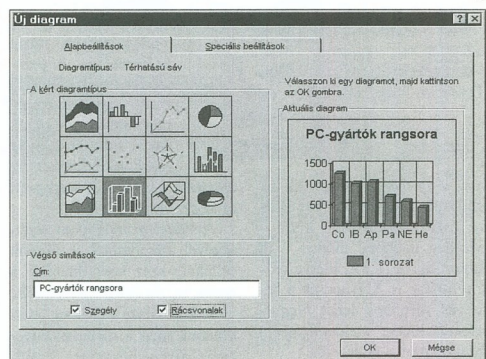 Új diagram
Alapbeállítások
Speciális beállítások
Diagramtípus: Térhatású sáv
A kért diagramtípus
Válasszon ki egy diagramot, majd kattintson
az OK gombra.
Aktuális diagram
PC-gyártók rangsora
1500
1000
500
0
Co IB Ap Pa NE He
1. sorozat
Végső simítások
Cím:
PC-gyártók rangsora
Szegély
Rácsvonalak
OK
Mégse